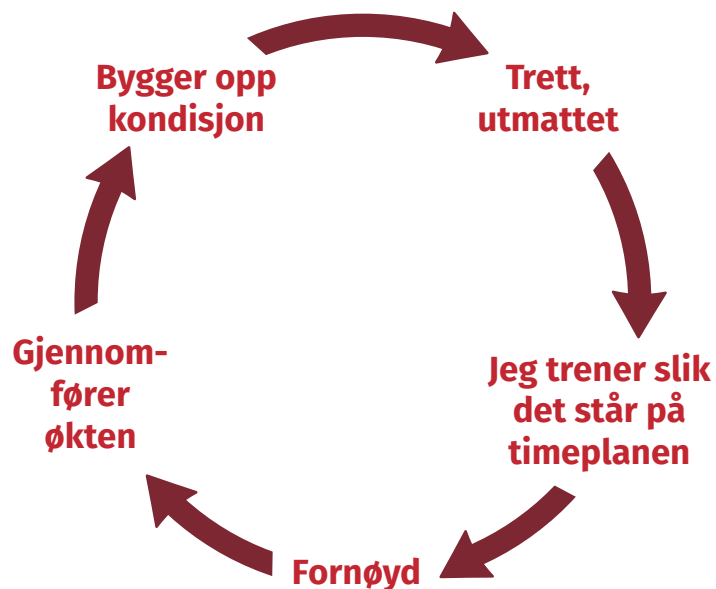 Bygger opp
kondisjon
Trett,
utmattet
Jeg trener slik
det står på
timeplanen
Fornøyd
Gjennom-
fører
økten